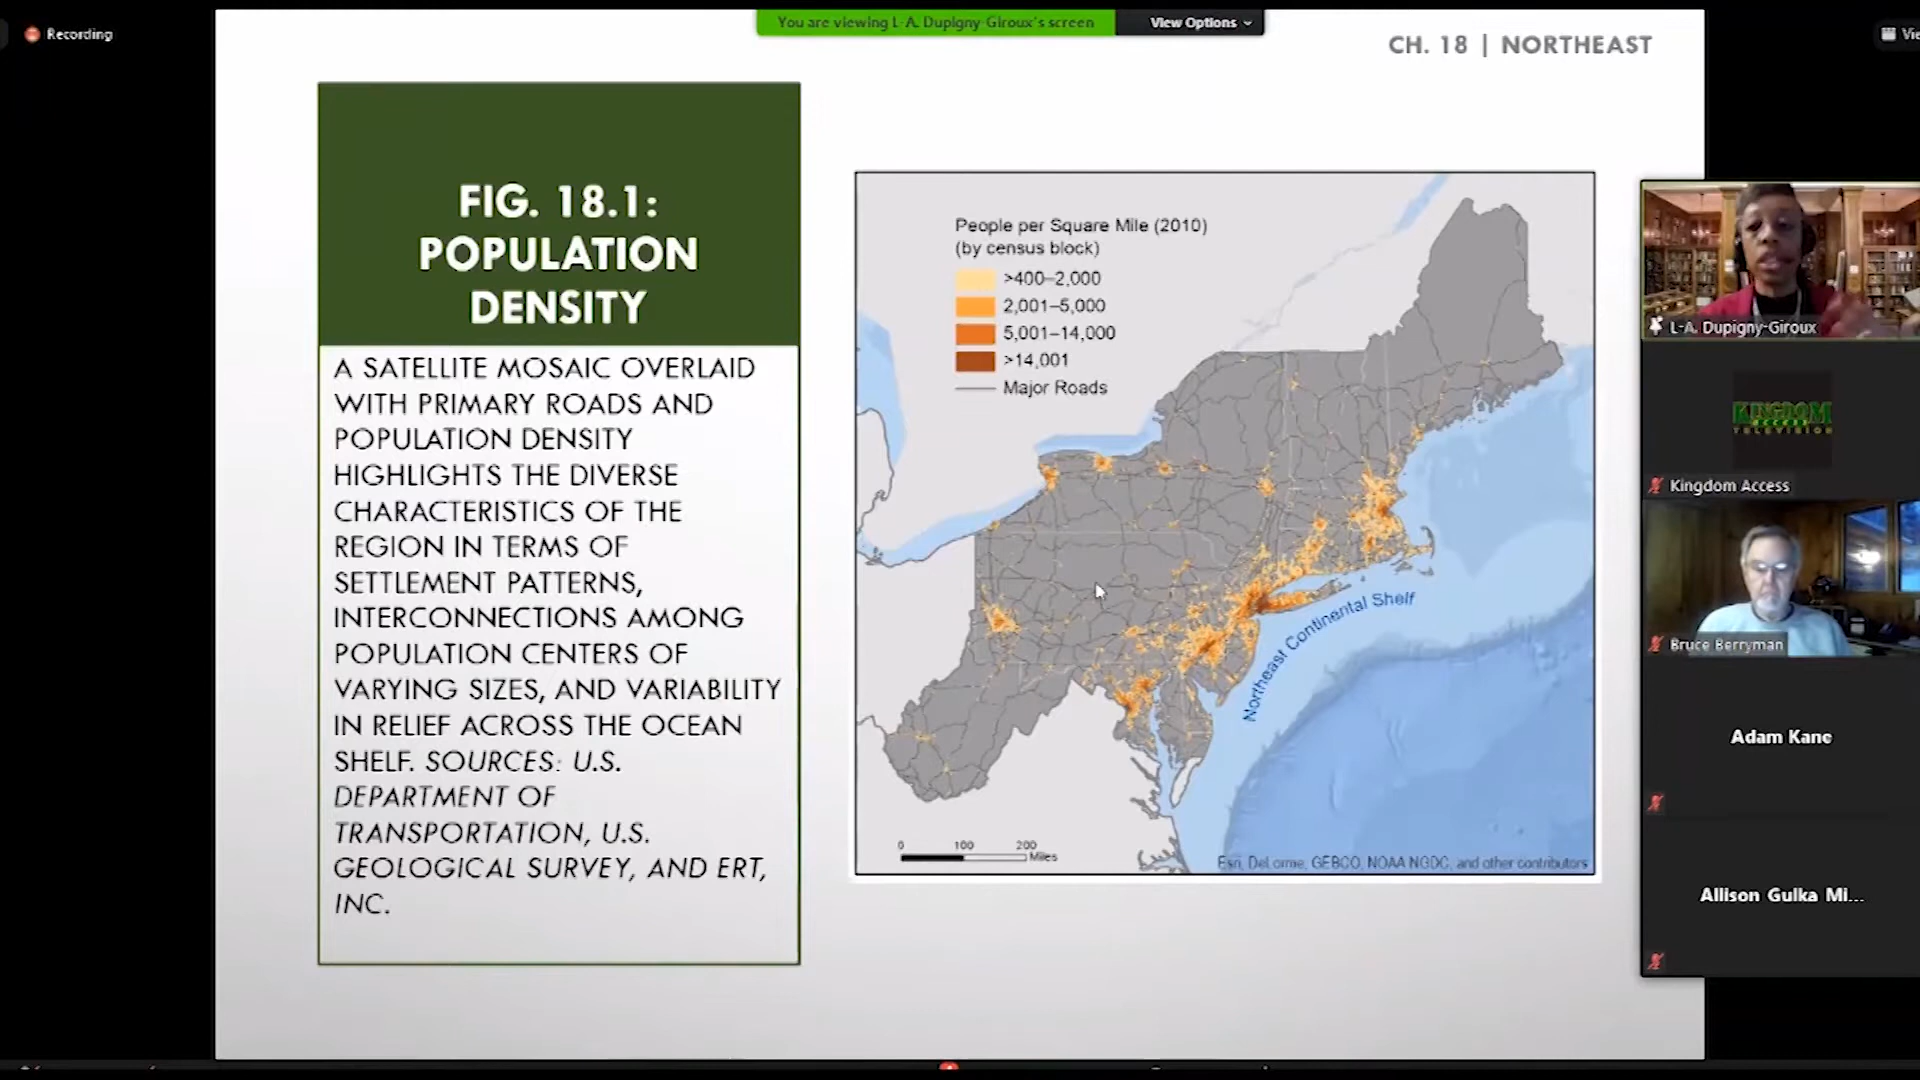 Recording
You are viewing L-A. Dupigny-Giroux's screen
View Options
CH. 18 | NORTHEAST
FIG. 18.1:
POPULATION
DENSITY
A SATELLITE MOSAIC OVERLAID
WITH PRIMARY ROADS AND
POPULATION DENSITY
HIGHLIGHTS THE DIVERSE
CHARACTERISTICS OF THE
REGION IN TERMS OF
SETTLEMENT PATTERNS,
INTERCONNECTIONS AMONG
POPULATION CENTERS OF
VARYING SIZES, AND VARIABILITY
IN RELIEF ACROSS THE OCEAN
SHELF. SOURCES: U.S.
DEPARTMENT OF
TRANSPORTATION, U.S.
GEOLOGICAL SURVEY, AND ERT,
INC.
People per Square Mile (2010)
(by census block)
>400–2,000
2,001–5,000
5,001–14,000
>14,001
Major Roads
Northeast Continental Shelf
0 100 200
Miles
Esri, DeLorme, GEBCO, NOAA NGDC, and other contributors
L-A. Dupigny-Giroux
KINGDOM
ACCESS
TELEVISION
Kingdom Access
Bruce Berryman
Adam Kane
Allison Gulka Mi...